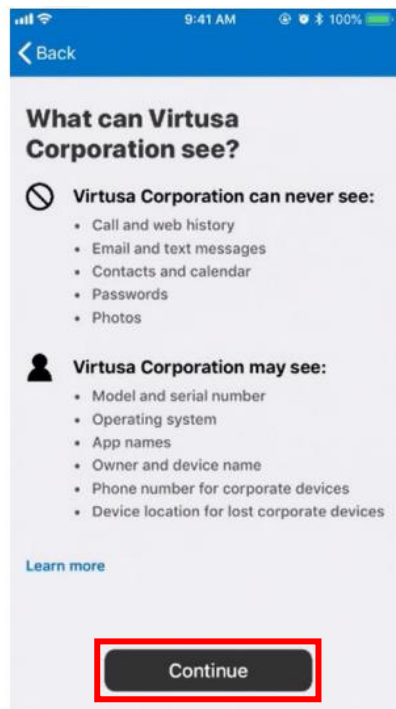 9:41 AM 100%
Back
What can Virtusa
Corporation see?
Virtusa Corporation can never see:
• Call and web history
• Email and text messages
• Contacts and calendar
• Passwords
• Photos
Virtusa Corporation may see:
• Model and serial number
• Operating system
• App names
• Owner and device name
• Phone number for corporate devices
• Device location for lost corporate devices
Learn more
Continue